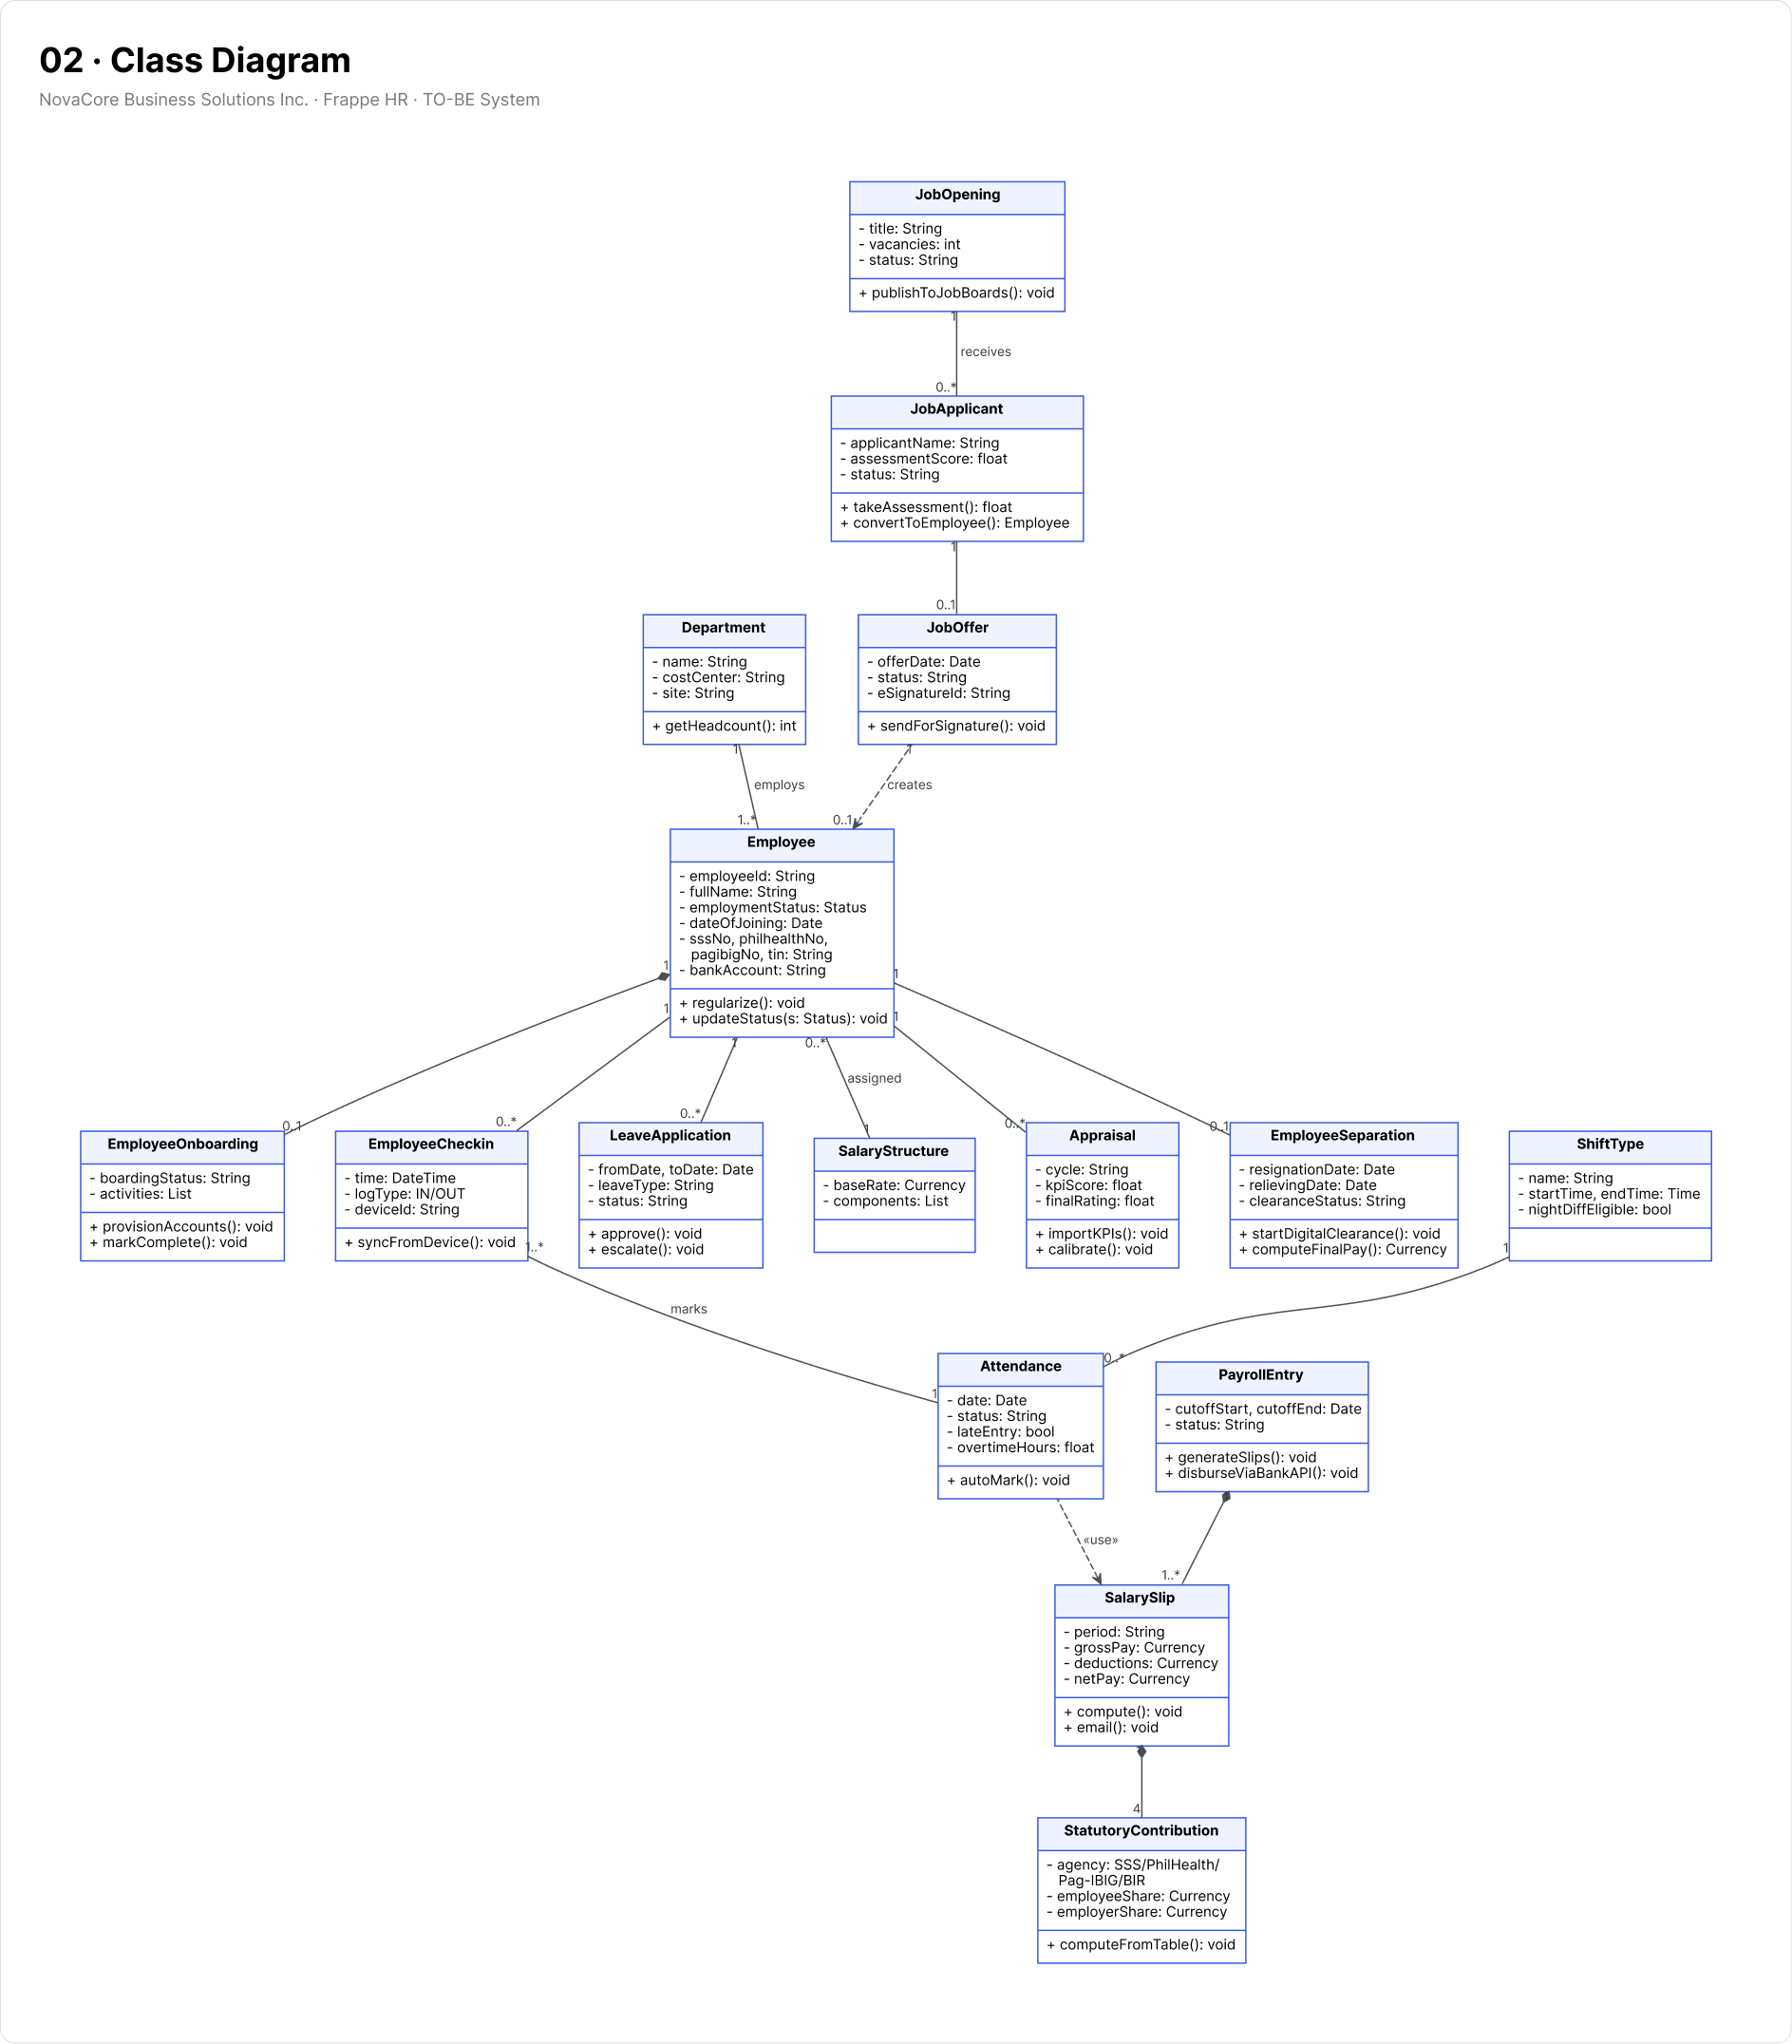 02 · Class Diagram
NovaCore Business Solutions Inc. · Frappe HR · TO-BE System
JobOpening
- title: String
- vacancies: int
- status: String
+ publishToJobBoards(): void
1
receives
0..*
JobApplicant
- applicantName: String
- assessmentScore: float
- status: String
+ takeAssessment(): float
+ convertToEmployee(): Employee
1
0..1
Department
- name: String
- costCenter: String
- site: String
+ getHeadcount(): int
JobOffer
- offerDate: Date
- status: String
- eSignatureId: String
+ sendForSignature(): void
1
employs
1..*
1
creates
0..1
Employee
- employeeId: String
- fullName: String
- employmentStatus: Status
- dateOfJoining: Date
- sssNo, philhealthNo,
pagibigNo, tin: String
- bankAccount: String
+ regularize(): void
+ updateStatus(s: Status): void
1
1
1
1
1
0..*
assigned
0..1
0..*
0..*
1
0..*
0..1
EmployeeOnboarding
- boardingStatus: String
- activities: List
+ provisionAccounts(): void
+ markComplete(): void
EmployeeCheckin
- time: DateTime
- logType: IN/OUT
- deviceId: String
+ syncFromDevice(): void
LeaveApplication
- fromDate, toDate: Date
- leaveType: String
- status: String
+ approve(): void
+ escalate(): void
SalaryStructure
- baseRate: Currency
- components: List
Appraisal
- cycle: String
- kpiScore: float
- finalRating: float
+ importKPIs(): void
+ calibrate(): void
EmployeeSeparation
- resignationDate: Date
- relievingDate: Date
- clearanceStatus: String
+ startDigitalClearance(): void
+ computeFinalPay(): Currency
ShiftType
- name: String
- startTime, endTime: Time
- nightDiffEligible: bool
1..*
marks
1
1
0..*
Attendance
- date: Date
- status: String
- lateEntry: bool
- overtimeHours: float
+ autoMark(): void
PayrollEntry
- cutoffStart, cutoffEnd: Date
- status: String
+ generateSlips(): void
+ disburseViaBankAPI(): void
«use»
1..*
SalarySlip
- period: String
- grossPay: Currency
- deductions: Currency
- netPay: Currency
+ compute(): void
+ email(): void
4
StatutoryContribution
- agency: SSS/PhilHealth/
Pag-IBIG/BIR
- employeeShare: Currency
- employerShare: Currency
+ computeFromTable(): void